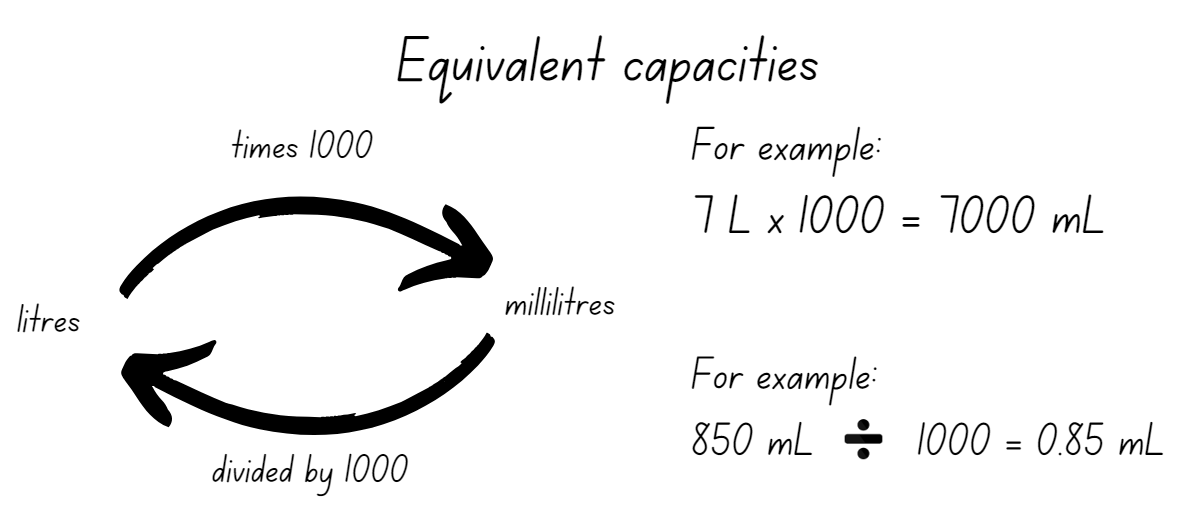 Equivalent capacities
times 1000
litres
millilitres
divided by 1000
For example:
7 L x 1000 = 7000 mL
For example:
850 mL ÷ 1000 = 0.85 mL